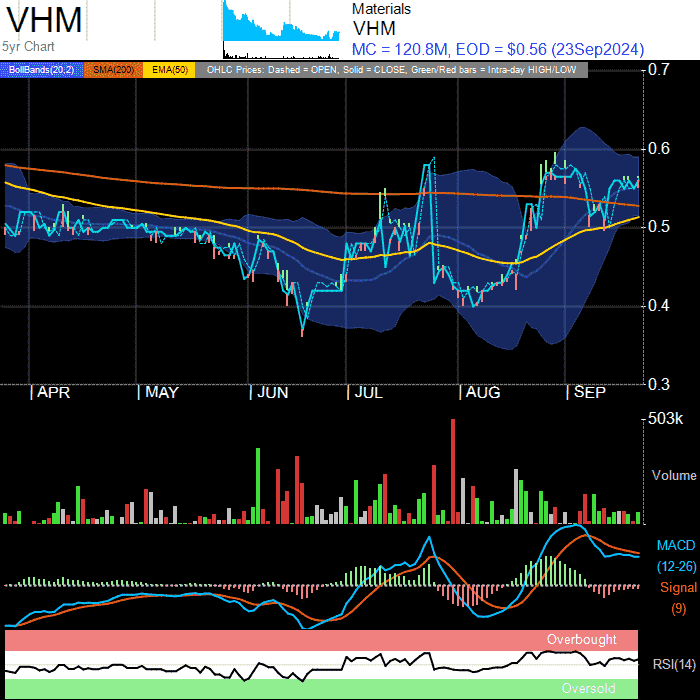 VHM
5yr Chart
Materials
VHM
MC = 120.8M, EOD = $0.56 (23Sep2024)
BollBands(20,2) SMA(200) EMA(50) OHLC Prices: Dashed = OPEN, Solid = CLOSE, Green/Red bars = Intra-day HIGH/LOW
0.7
0.6
0.5
0.4
0.3
| APR | MAY | JUN | JUL | AUG | SEP
503k
Volume
MACD
(12-26)
Signal
(9)
Overbought
RSI(14)
Oversold